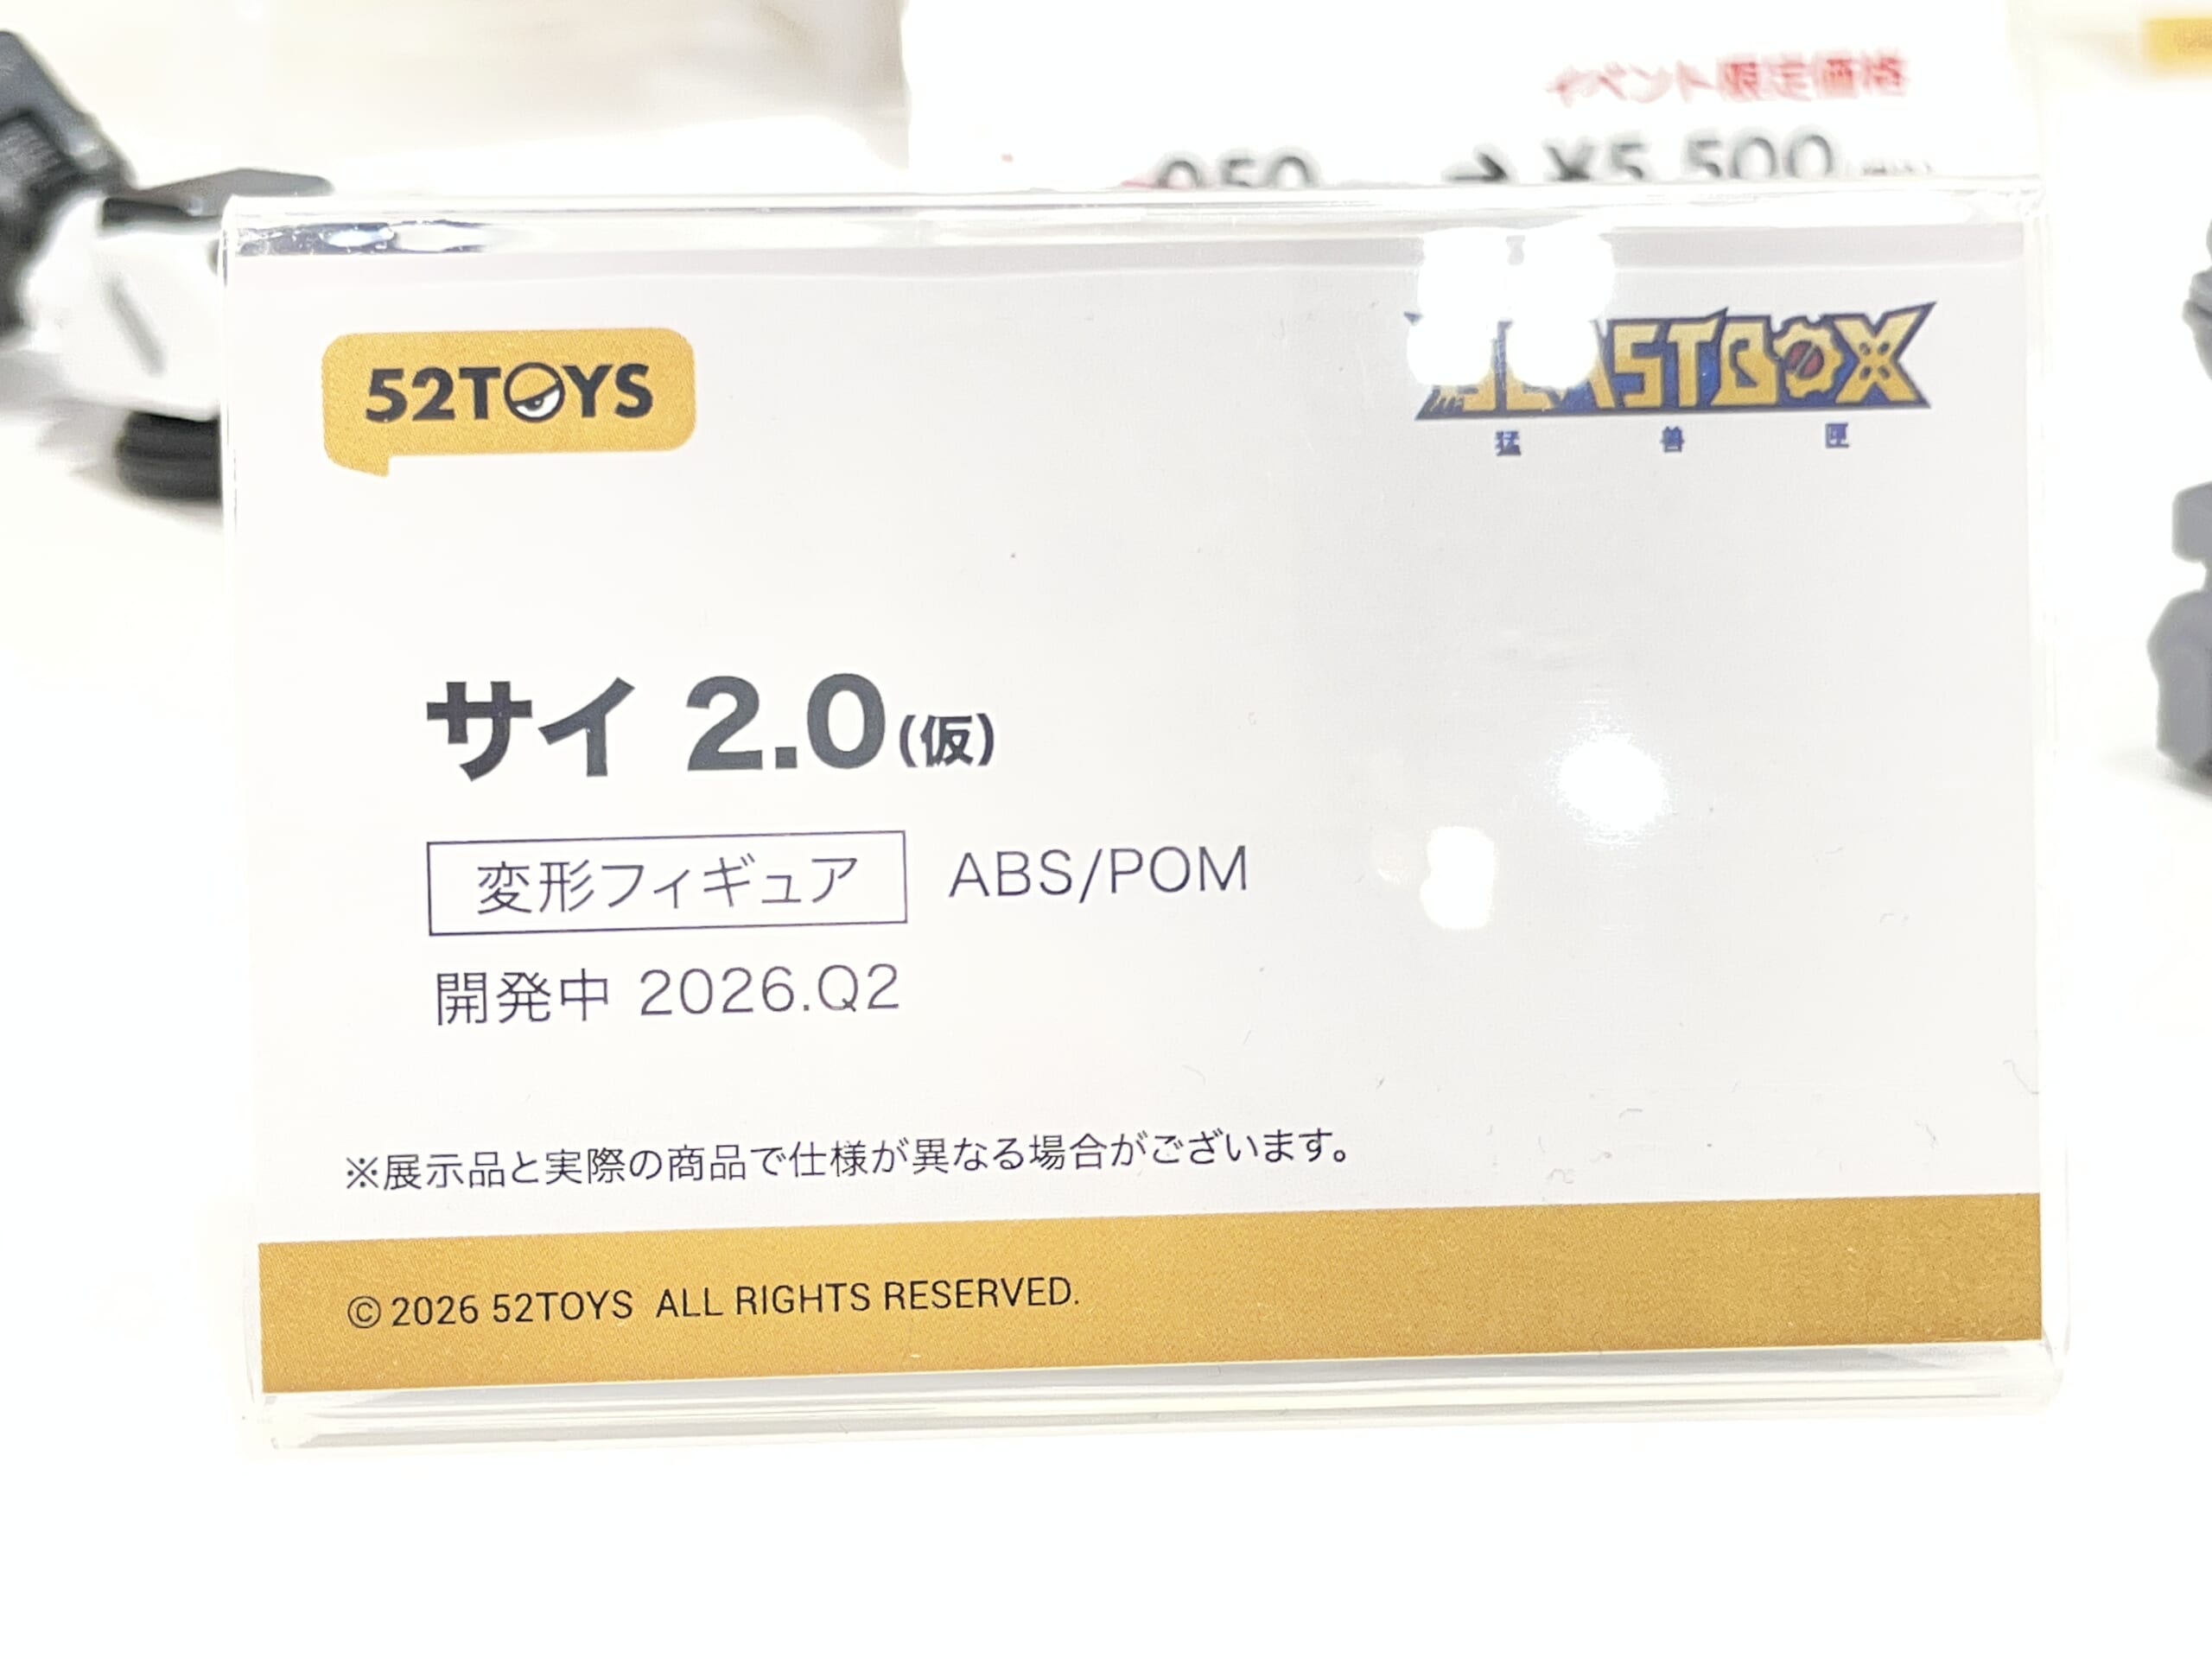 イベント限定価格
→ ¥5,500
52TOYS
BEASTBOX
猛獣匣
サイ 2.0(仮)
変形フィギュア ABS/POM
開発中 2026.Q2
※展示品と実際の商品で仕様が異なる場合がございます。
© 2026 52TOYS ALL RIGHTS RESERVED.